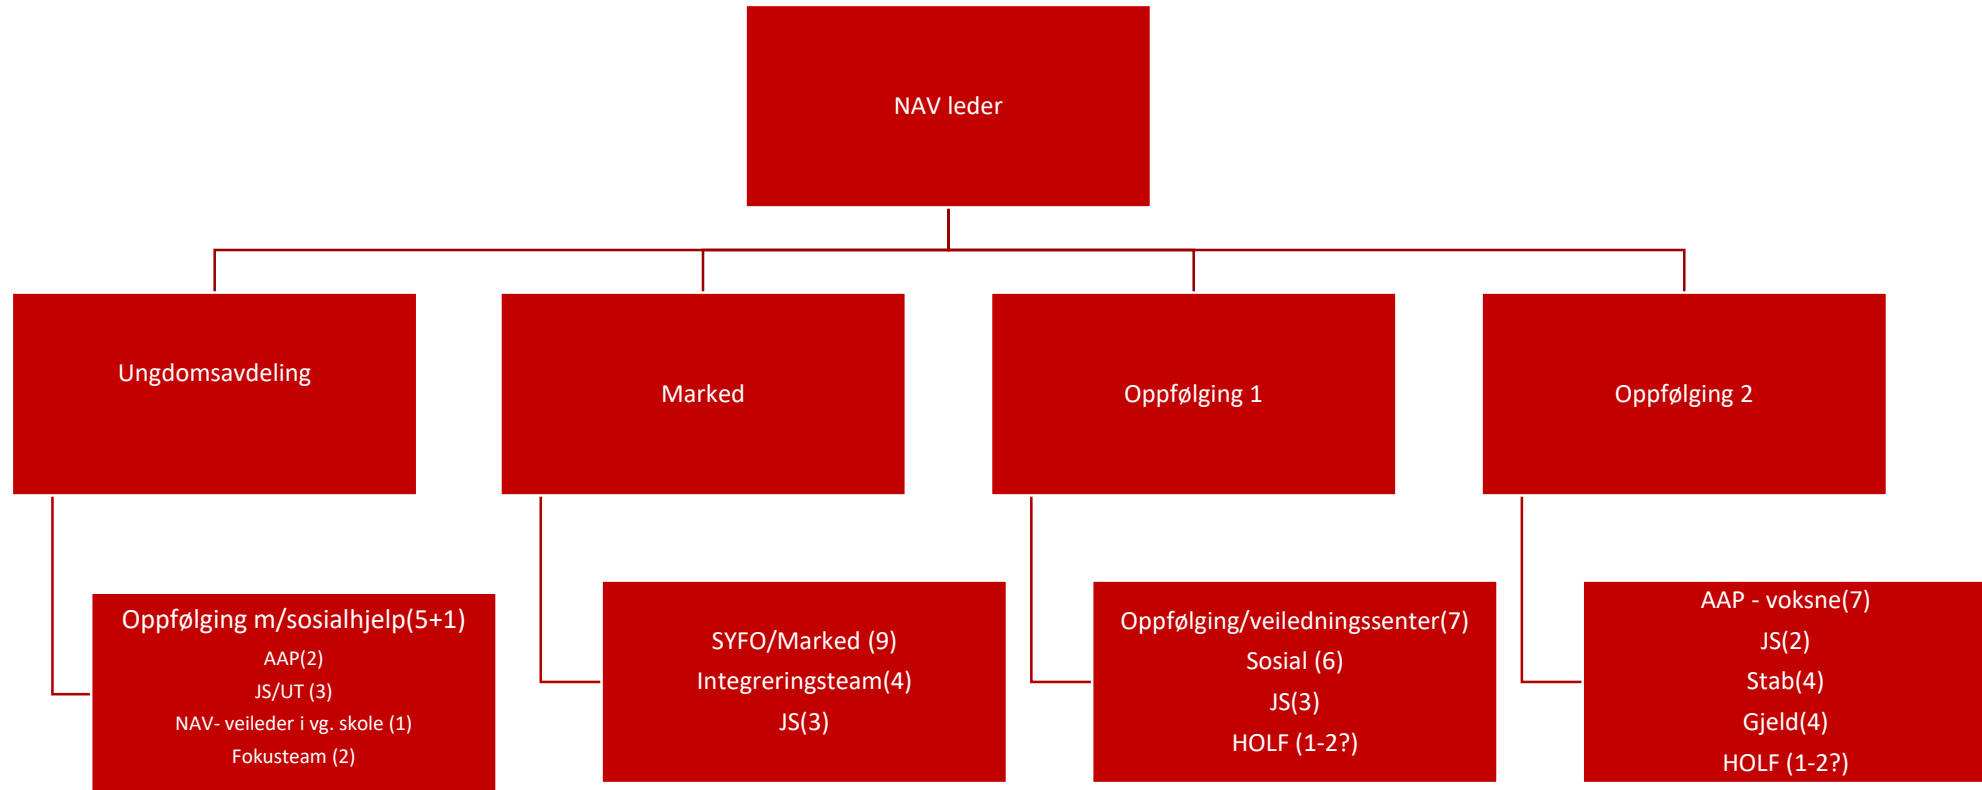 NAV leder
Ungdomsavdeling
Marked
Oppfølging 1
Oppfølging 2
Oppfølging m/sosialhjelp(5+1)
AAP(2)
JS/UT (3)
NAV- veileder i vg. skole (1)
Fokusteam (2)
SYFO/Marked (9)
Integreringsteam(4)
JS(3)
Oppfølging/veiledningssenter(7)
Sosial (6)
JS(3)
HOLF (1-2?)
AAP - voksne(7)
JS(2)
Stab(4)
Gjeld(4)
HOLF (1-2?)